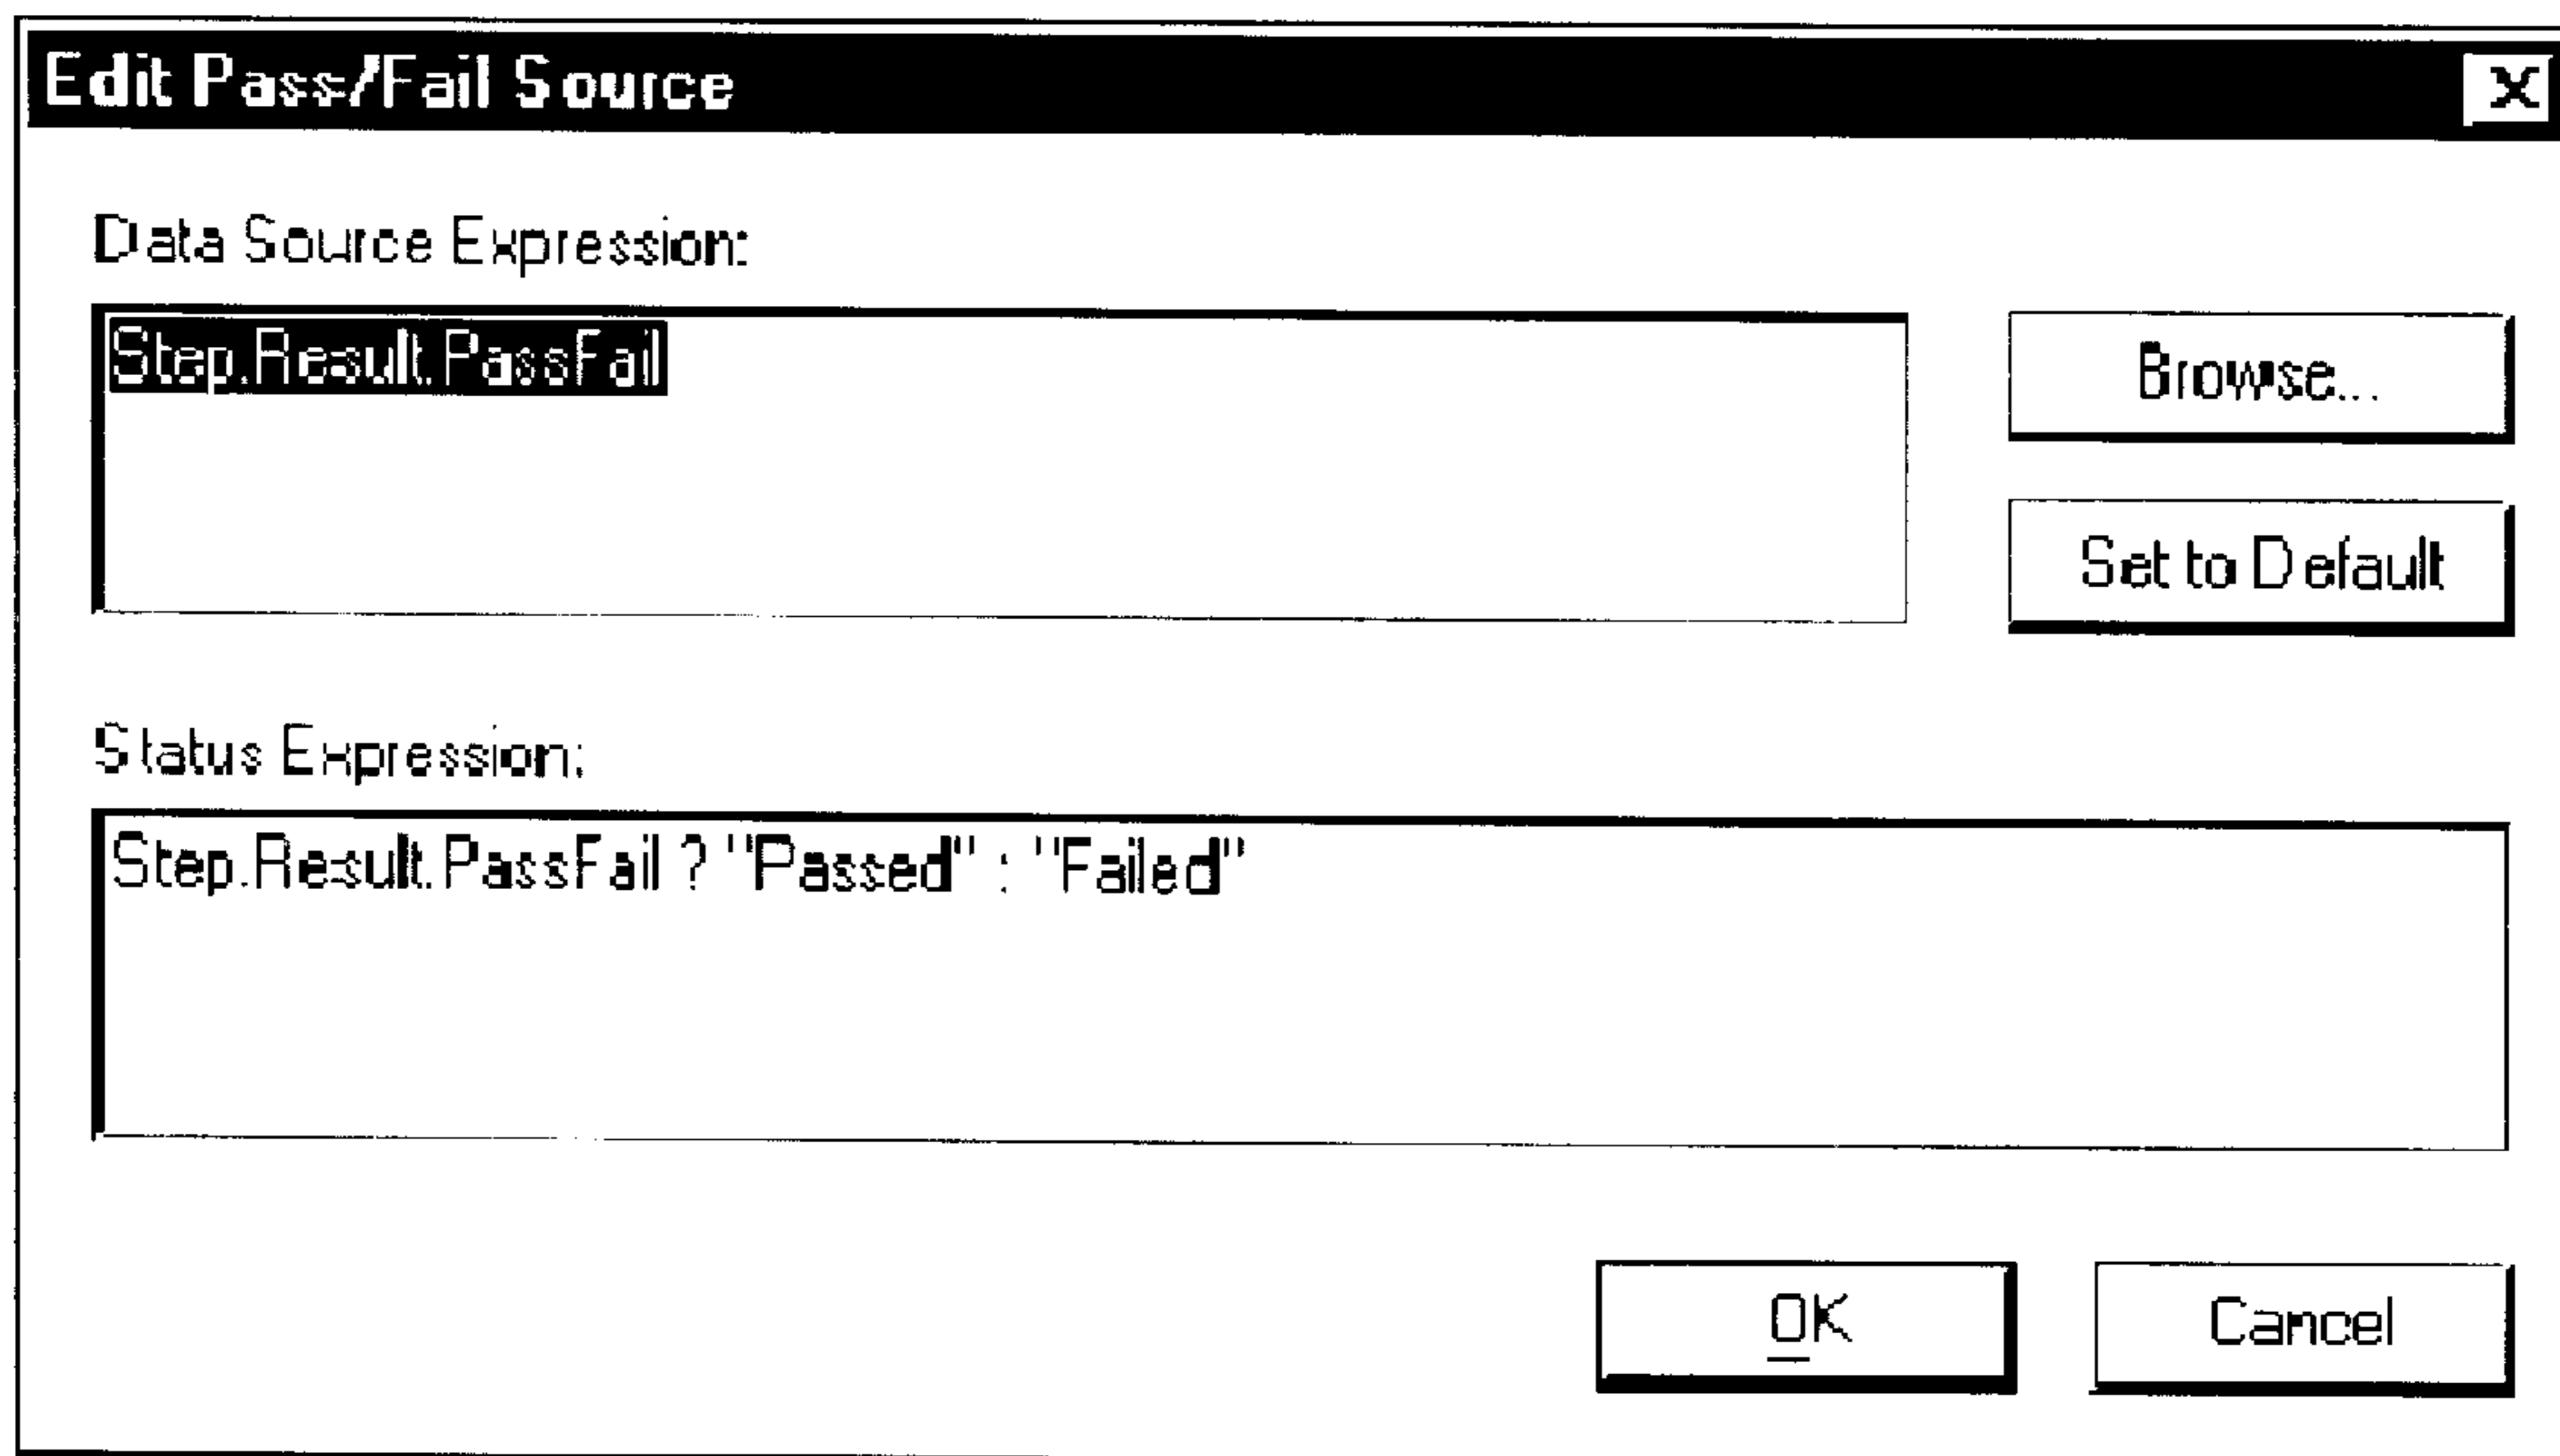 Edit Pass/Fail Source
X
Data Source Expression:
Step.Result.PassFail
Browse...
Set to Default
Status Expression:
Step.Result.PassFail ? "Passed" : "Failed"
OK
Cancel